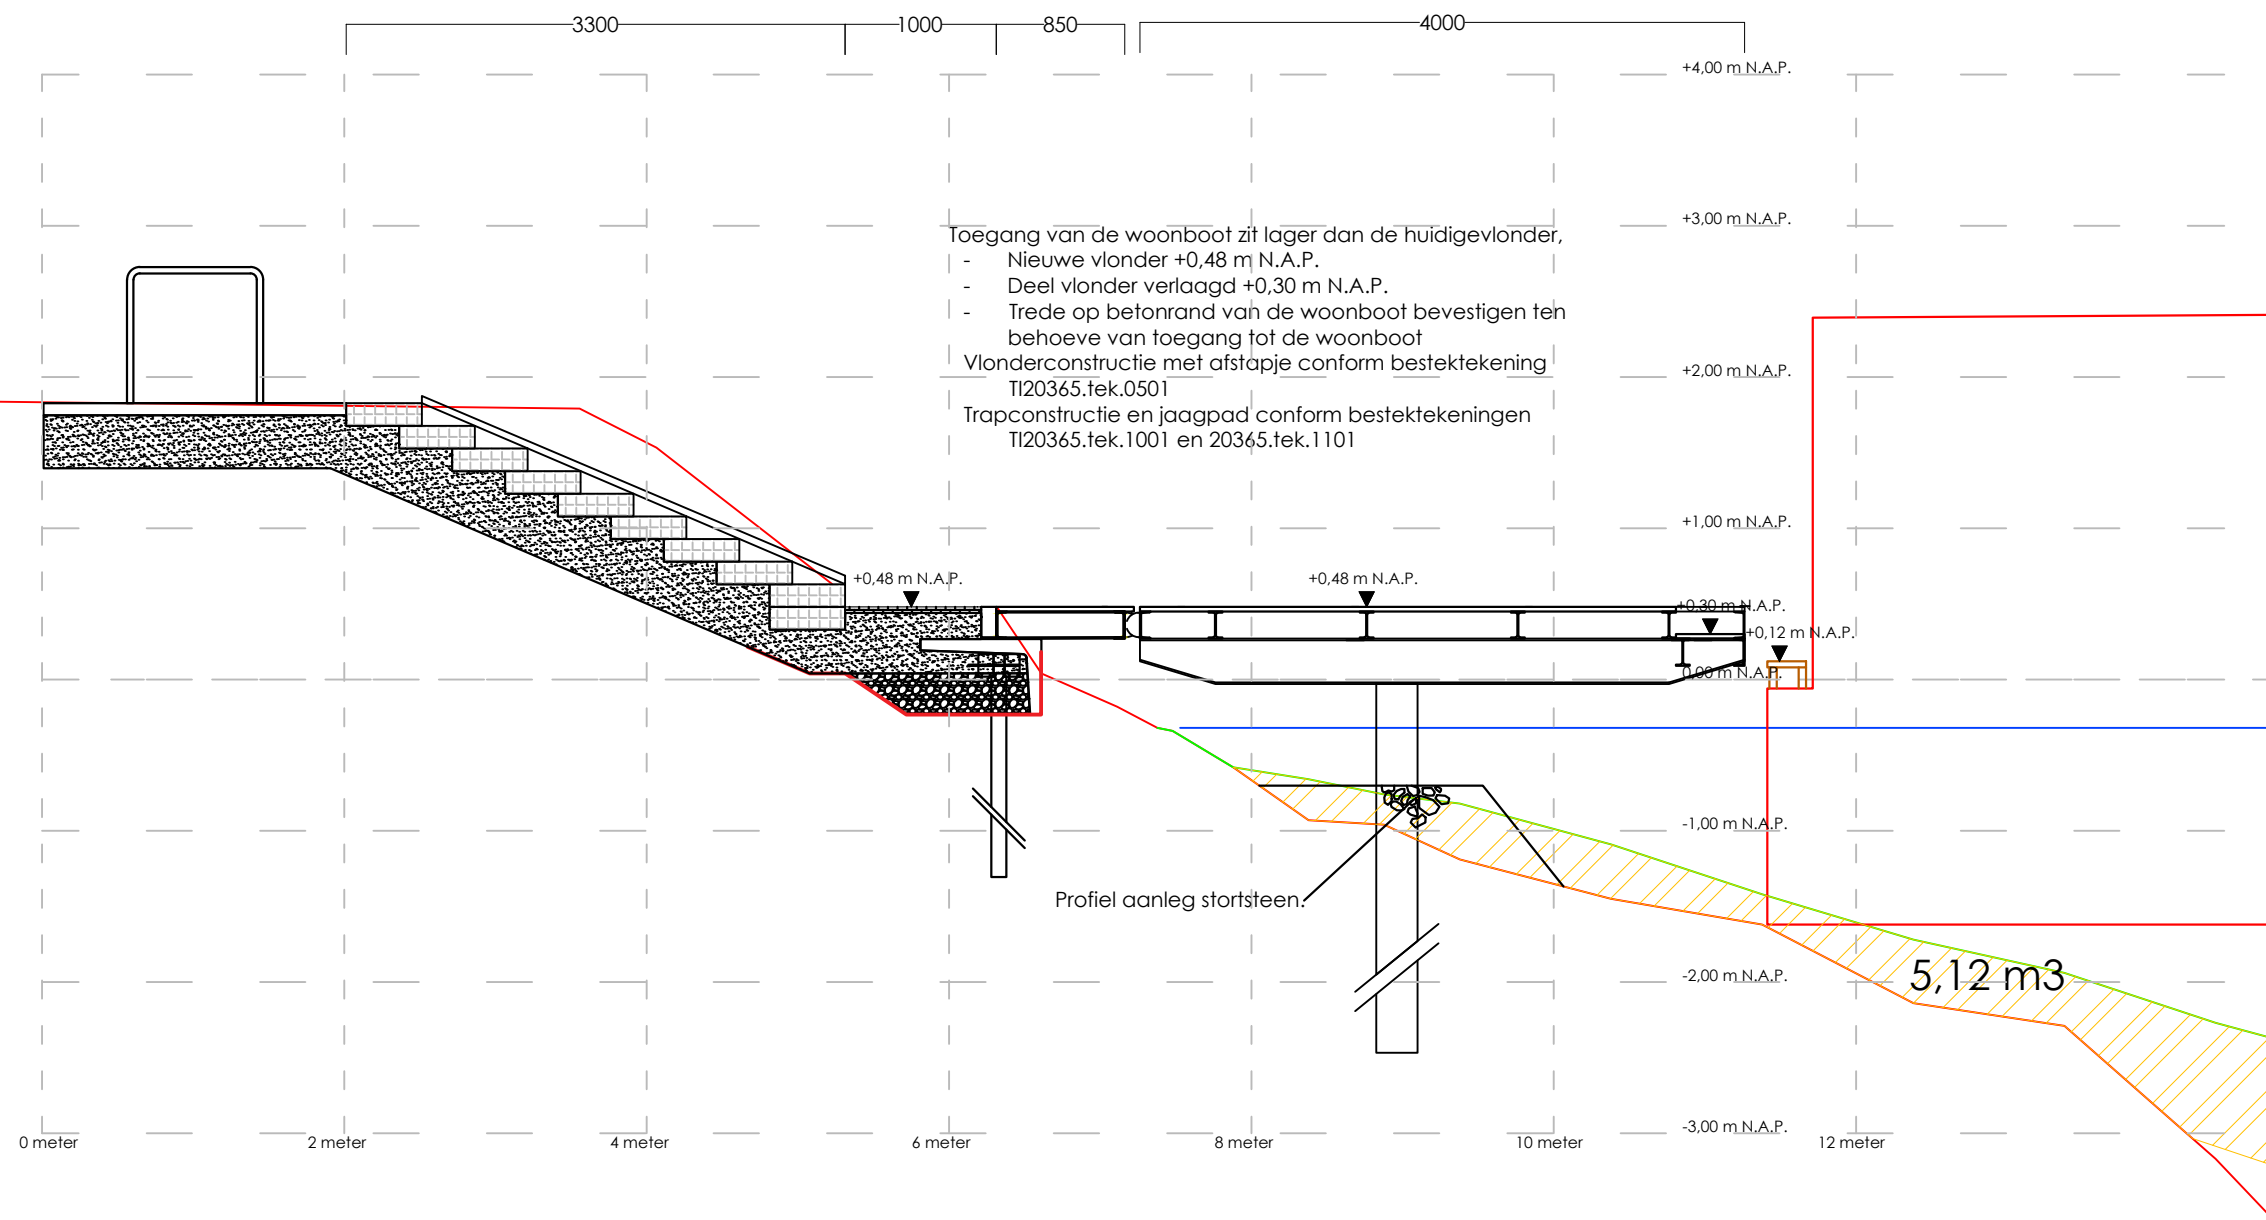 3300
1000
850
4000
+4,00 m N.A.P.
+3,00 m N.A.P.
Toegang van de woonboot zit lager dan de huidigevlonder,
- Nieuwe vlonder +0,48 m N.A.P.
- Deel vlonder verlaagd +0,30 m N.A.P.
- Trede op betonrand van de woonboot bevestigen ten
behoeve van toegang tot de woonboot
Vlonderconstructie met afstapje conform bestektekening
TI20365.tek.0501
Trapconstructie en jaagpad conform bestektekeningen
TI20365.tek.1001 en 20365.tek.1101
+2,00 m N.A.P.
+1,00 m N.A.P.
+0,48 m N.A.P.
+0,48 m N.A.P.
+0,30 m N.A.P.
+0,12 m N.A.P.
0,00 m N.A.P.
-1,00 m N.A.P.
Profiel aanleg stortsteen.
-2,00 m N.A.P.
5,12 m3
-3,00 m N.A.P.
0 meter
2 meter
4 meter
6 meter
8 meter
10 meter
12 meter